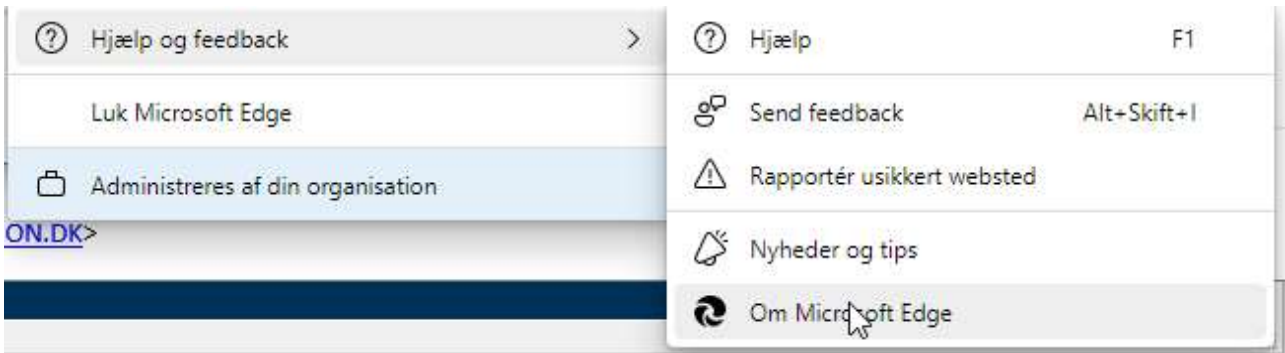 Hjælp og feedback
Luk Microsoft Edge
Administreres af din organisation
ON.DK>
Hjælp F1
Send feedback Alt+Skift+I
Rapportér usikkert websted
Nyheder og tips
Om Microsoft Edge